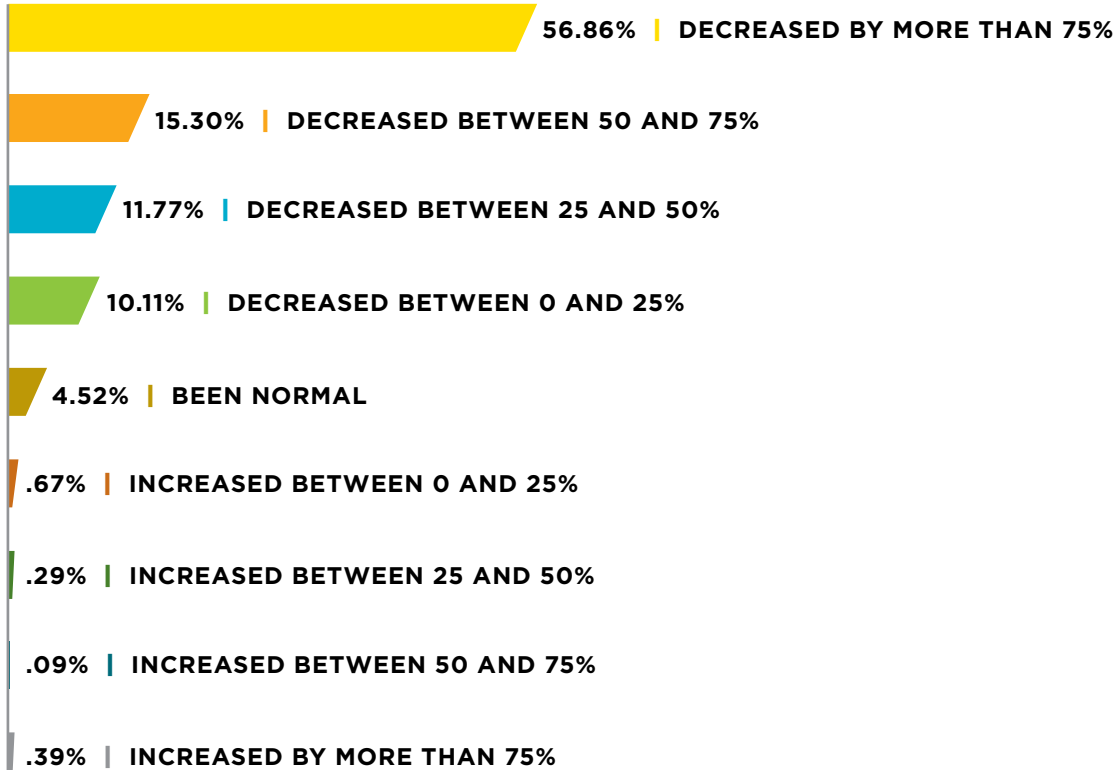 56.86% | DECREASED BY MORE THAN 75%
15.30% | DECREASED BETWEEN 50 AND 75%
11.77% | DECREASED BETWEEN 25 AND 50%
10.11% | DECREASED BETWEEN 0 AND 25%
4.52% | BEEN NORMAL
.67% | INCREASED BETWEEN 0 AND 25%
.29% | INCREASED BETWEEN 25 AND 50%
.09% | INCREASED BETWEEN 50 AND 75%
.39% | INCREASED BY MORE THAN 75%